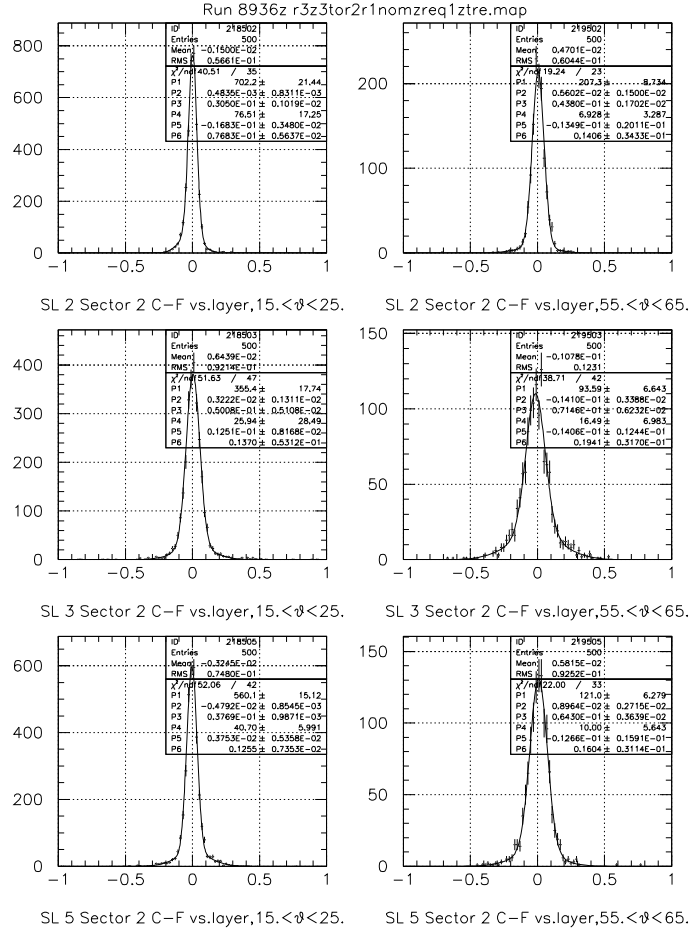 Run 8936z r3z3tor2r1nomzreq1ztre.map
ID 218502
Entries 500
Mean -0.1500E-02
RMS 0.5661E-01
χ²/ndf 40.51 / 35
P1 702.2 ± 21.44
P2 0.4835E-03 ± 0.8311E-03
P3 0.3050E-01 ± 0.1019E-02
P4 76.51 ± 17.25
P5 -0.1683E-01 ± 0.3480E-02
P6 0.7683E-01 ± 0.5637E-02
800
600
400
200
0
-1 -0.5 0 0.5 1
SL 2 Sector 2 C-F vs.layer,15.<ϑ<25.
ID 219502
Entries 500
Mean 0.4701E-02
RMS 0.6044E-01
χ²/ndf 19.24 / 23
P1 207.3 ± 8.734
P2 0.5602E-02 ± 0.1500E-02
P3 0.4380E-01 ± 0.1702E-02
P4 6.928 ± 3.287
P5 -0.1349E-01 ± 0.2011E-01
P6 0.1406 ± 0.3433E-01
200
100
0
-1 -0.5 0 0.5 1
SL 2 Sector 2 C-F vs.layer,55.<ϑ<65.
ID 218503
Entries 500
Mean 0.6439E-02
RMS 0.9214E-01
χ²/ndf 51.63 / 47
P1 355.4 ± 17.74
P2 0.3222E-02 ± 0.1311E-02
P3 0.5008E-01 ± 0.5108E-02
P4 25.94 ± 28.49
P5 0.1251E-01 ± 0.8168E-02
P6 0.1370 ± 0.5312E-01
400
300
200
100
0
-1 -0.5 0 0.5 1
SL 3 Sector 2 C-F vs.layer,15.<ϑ<25.
ID 219503
Entries 500
Mean -0.1078E-01
RMS 0.1231
χ²/ndf 38.71 / 42
P1 93.59 ± 6.643
P2 -0.1410E-01 ± 0.3388E-02
P3 0.7146E-01 ± 0.6232E-02
P4 16.49 ± 6.983
P5 -0.1406E-01 ± 0.1244E-01
P6 0.1941 ± 0.3170E-01
150
100
50
0
-1 -0.5 0 0.5 1
SL 3 Sector 2 C-F vs.layer,55.<ϑ<65.
ID 218505
Entries 500
Mean -0.3245E-02
RMS 0.7480E-01
χ²/ndf 52.06 / 42
P1 560.1 ± 15.12
P2 -0.4792E-02 ± 0.8545E-03
P3 0.3769E-01 ± 0.9871E-03
P4 40.70 ± 5.991
P5 0.3753E-02 ± 0.5358E-02
P6 0.1255 ± 0.7353E-02
600
400
200
0
-1 -0.5 0 0.5 1
SL 5 Sector 2 C-F vs.layer,15.<ϑ<25.
ID 219505
Entries 500
Mean 0.5815E-02
RMS 0.9252E-01
χ²/ndf 22.00 / 33
P1 121.0 ± 6.279
P2 0.8964E-02 ± 0.2715E-02
P3 0.6430E-01 ± 0.3639E-02
P4 10.00 ± 5.643
P5 -0.1266E-01 ± 0.1591E-01
P6 0.1604 ± 0.3114E-01
150
100
50
0
-1 -0.5 0 0.5 1
SL 5 Sector 2 C-F vs.layer,55.<ϑ<65.